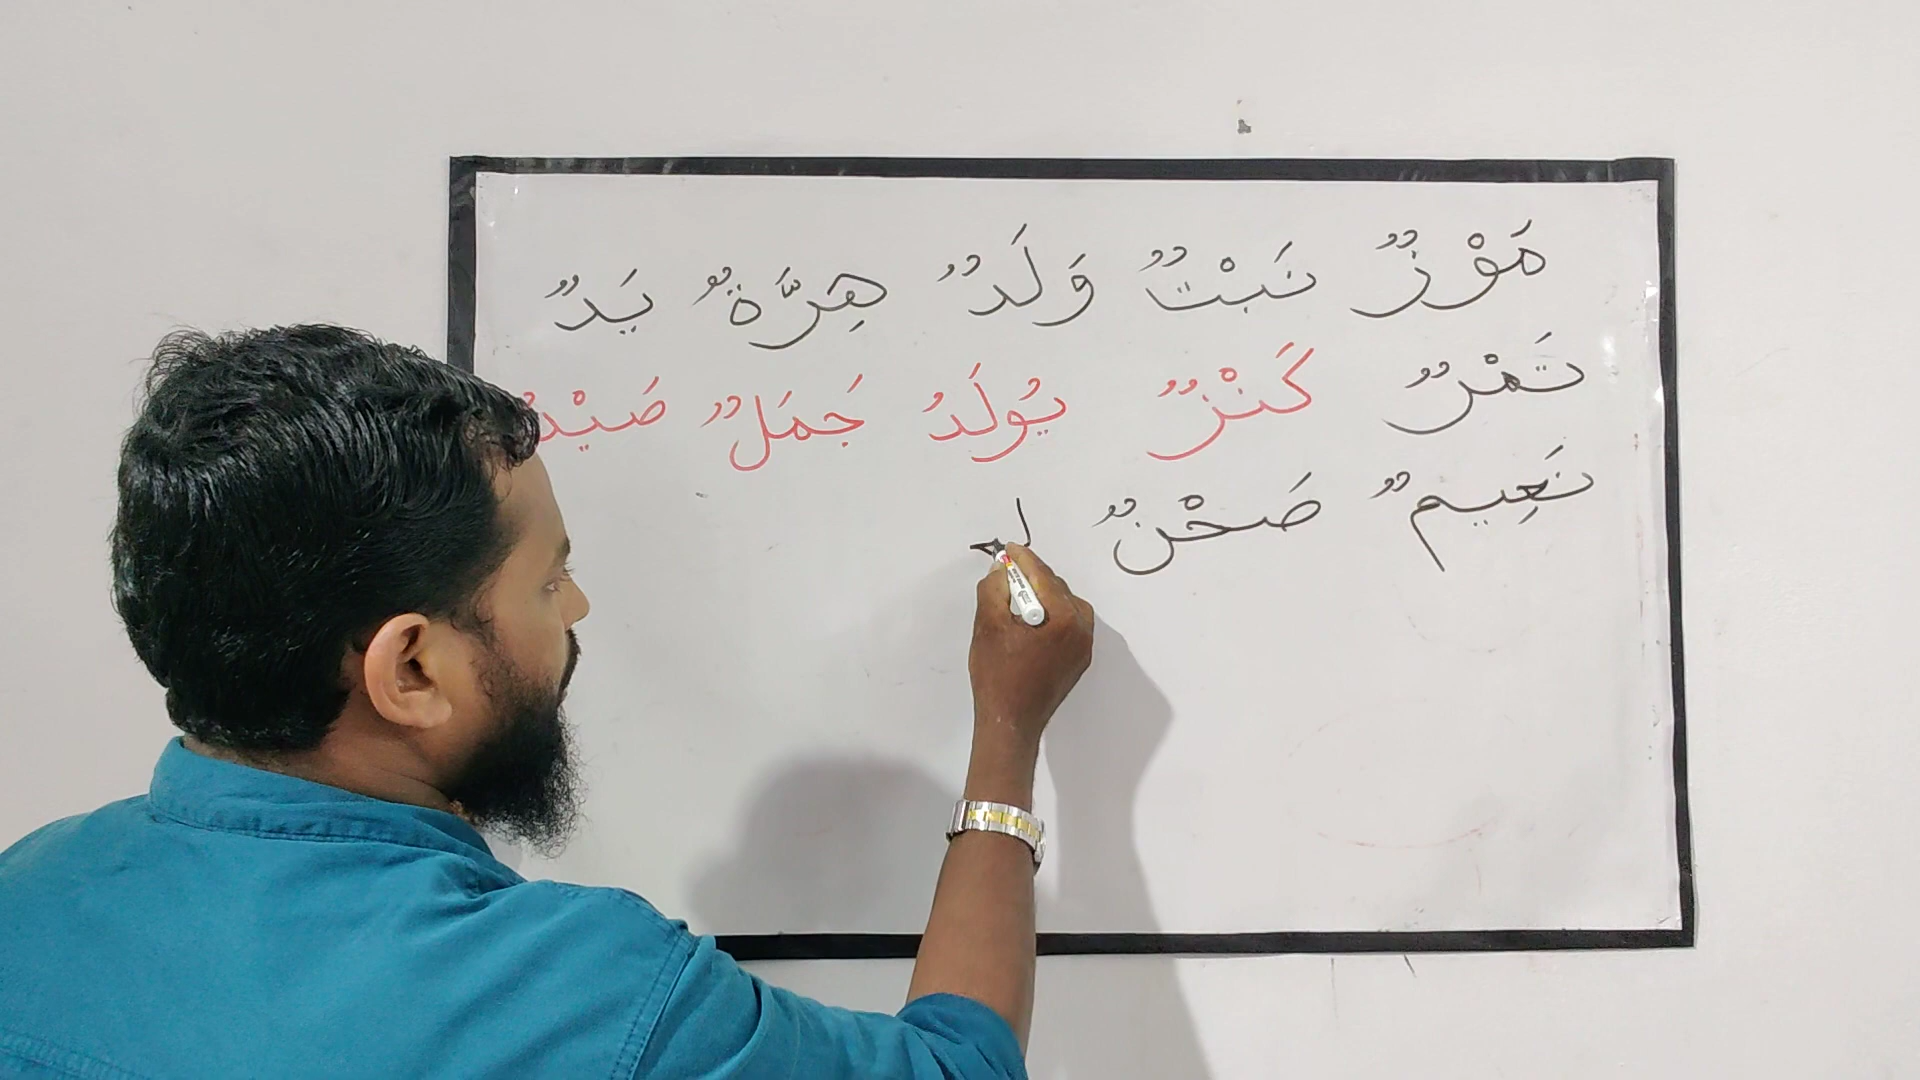 مَوْزٌ نَبْتٌ وَلَدٌ هِرَّةٌ يَدٌ
تَمْرٌ كَنْزٌ يُولَدُ جَمَلٌ صَيْدٌ
نَعِيمٌ صَحْنٌ